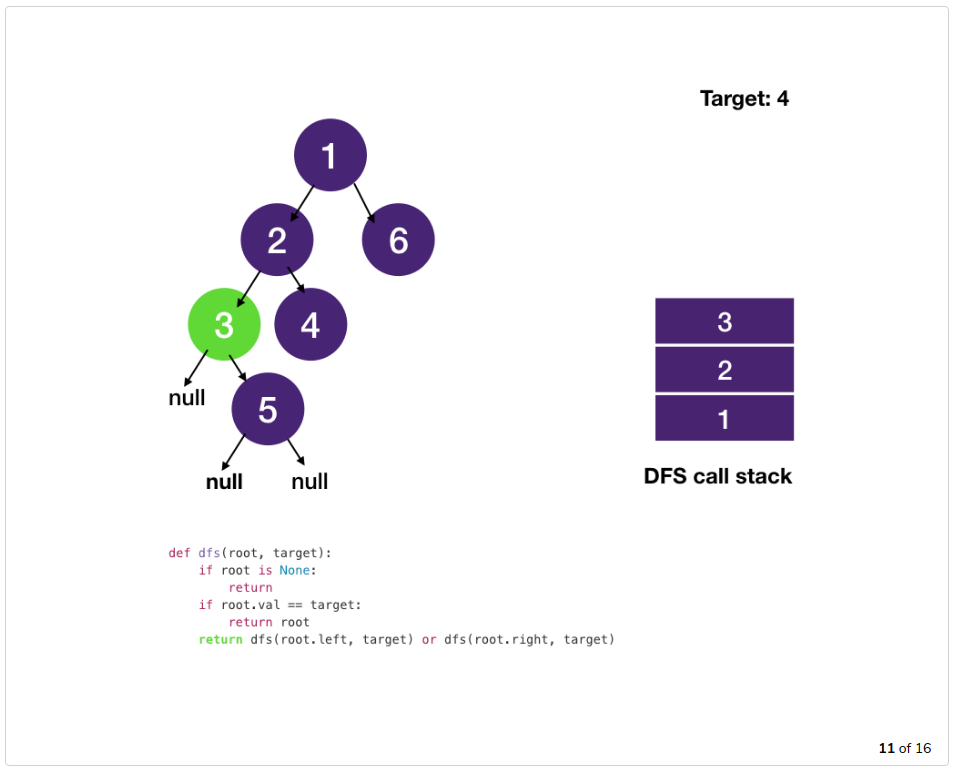 Target: 4
1
2
6
3
4
null
5
null
null
3
2
1
DFS call stack
def dfs(root, target):
    if root is None:
        return
    if root.val == target:
        return root
    return dfs(root.left, target) or dfs(root.right, target)
11 of 16